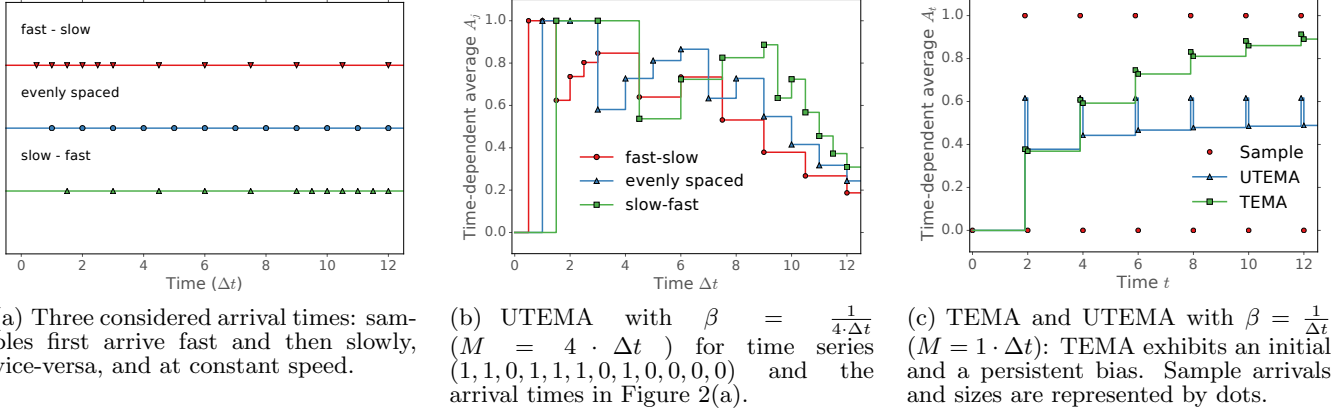 fast - slow
evenly spaced
slow - fast
0 2 4 6 8 10 12
Time (Δt)
Time-dependent average A_j
1.0
0.8
0.6
0.4
0.2
0.0
fast-slow
evenly spaced
slow-fast
0 2 4 6 8 10 12
Time Δt
Time-dependent average A_t
1.0
0.8
0.6
0.4
0.2
0.0
Sample
UTEMA
TEMA
0 2 4 6 8 10 12
Time t
a) Three considered arrival times: sam-
first arrive fast and then slowly,
and at constant speed.
(b) UTEMA with β = 1/(4·Δt)
(M = 4 · Δt ) for time series
(1, 1, 0, 1, 1, 1, 0, 1, 0, 0, 0, 0) and the
arrival times in Figure 2(a).
(c) TEMA and UTEMA with β = 1/Δt
(M = 1 · Δt): TEMA exhibits an initial
and a persistent bias. Sample arrivals
and sizes are represented by dots.